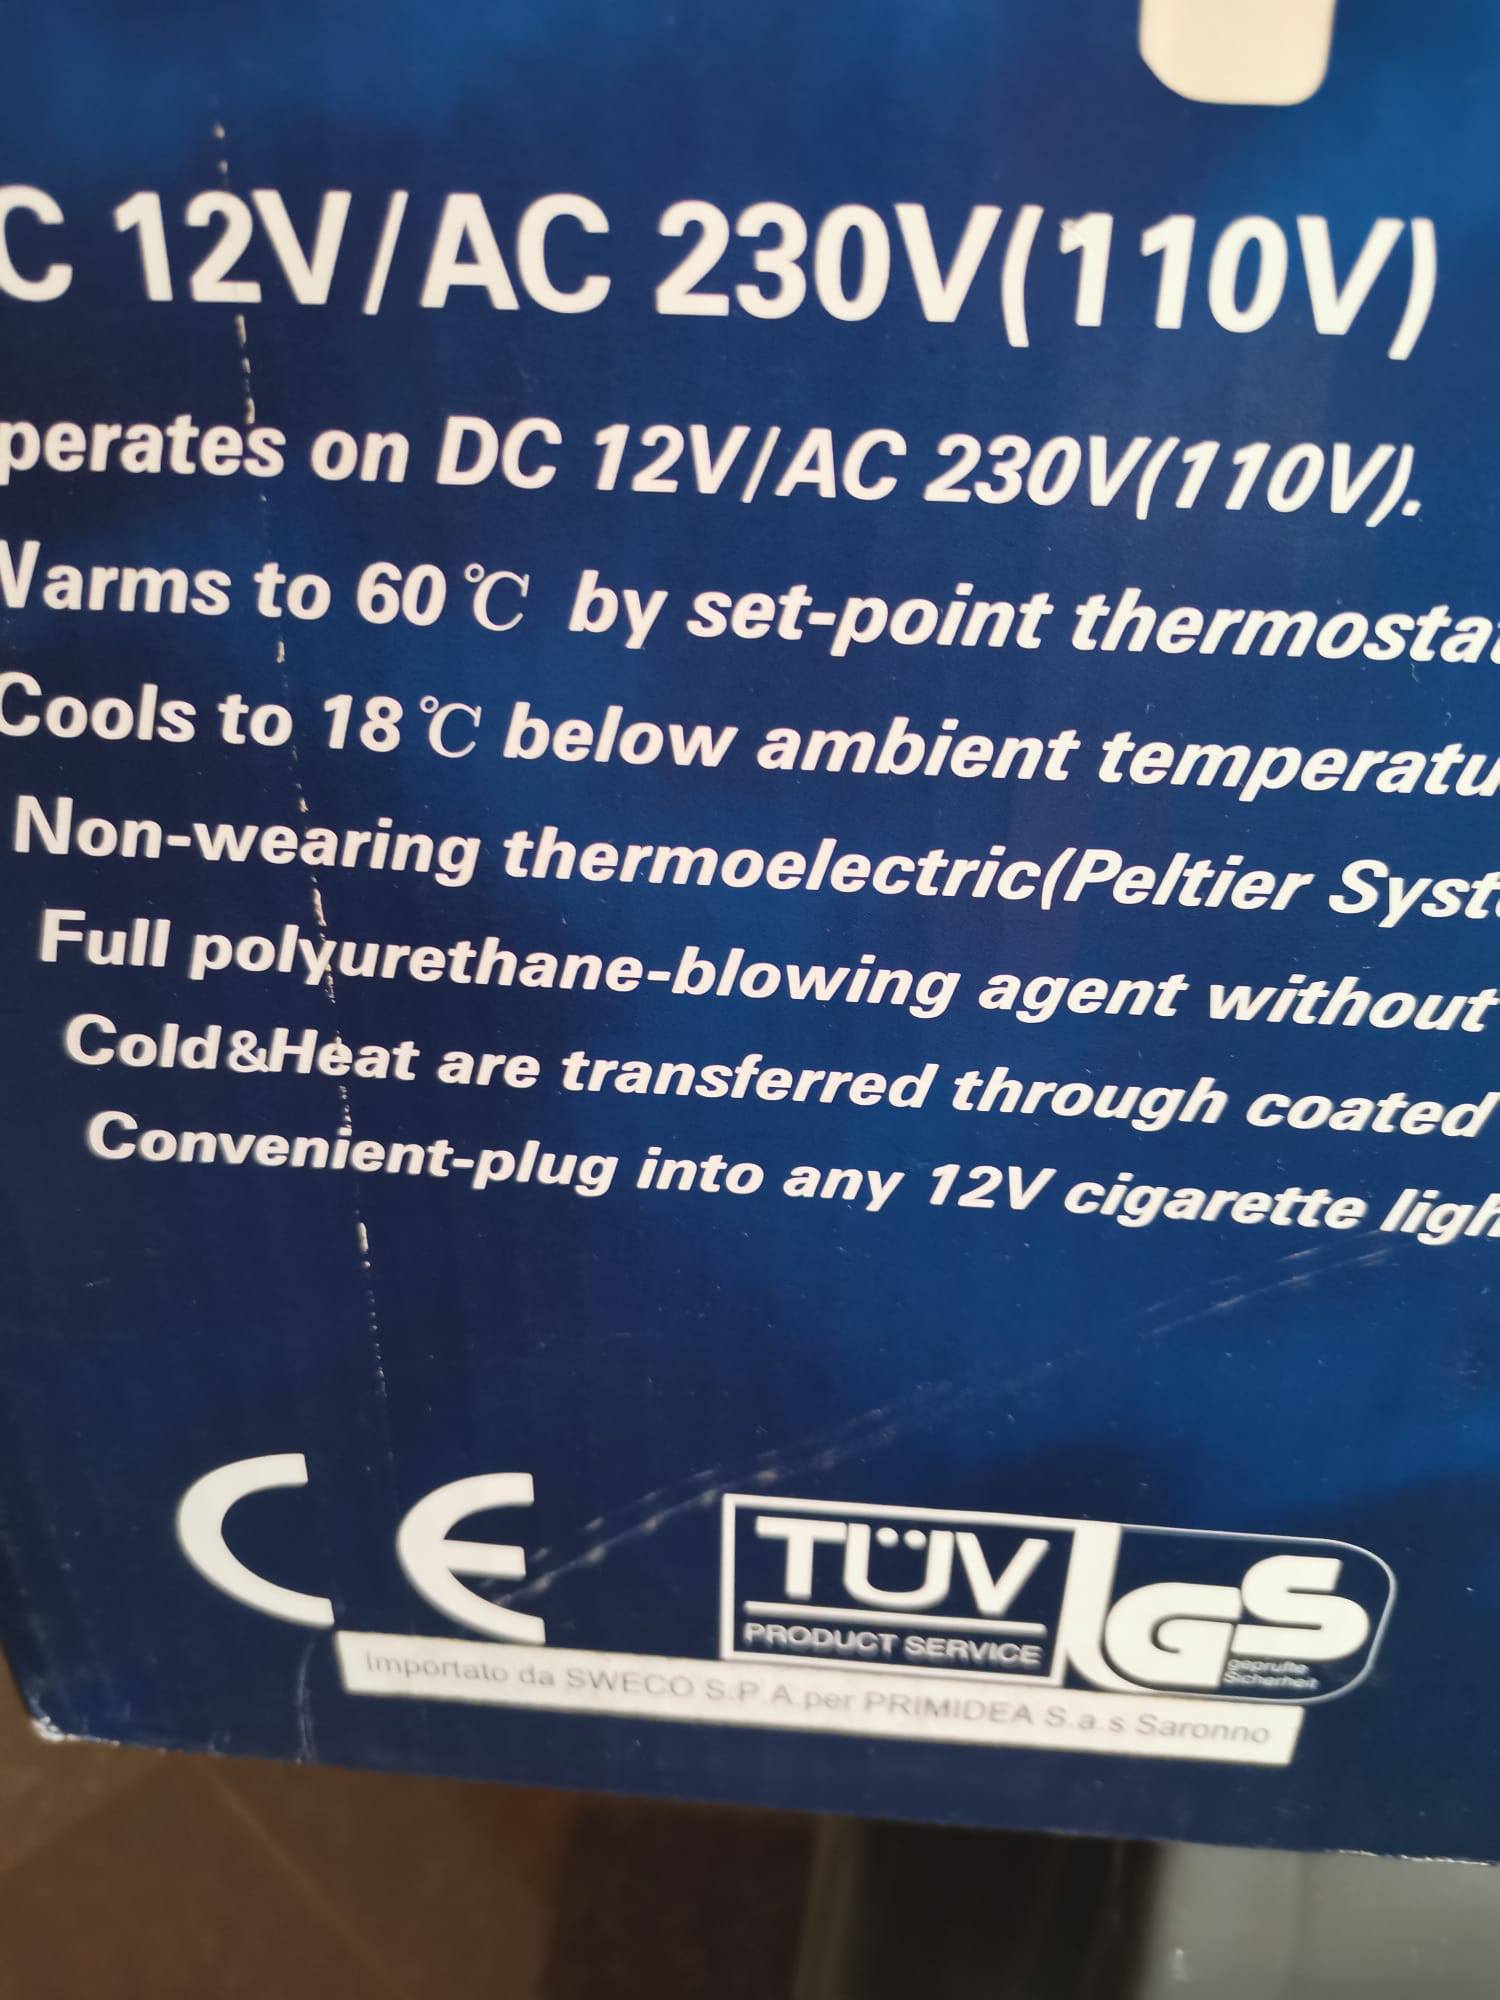 C 12V/AC 230V(110V)
perates on DC 12V/AC 230V(110V).
Warms to 60℃ by set-point thermosta
Cools to 18℃ below ambient temperatu
Non-wearing thermoelectric(Peltier Syst
Full polyurethane-blowing agent without
Cold&Heat are transferred through coated
Convenient-plug into any 12V cigarette ligh
CE
TÜV
PRODUCT SERVICE
GS
geprüfte
Sicherheit
Importato da SWECO S.P.A.per PRIMIDEA S.a.s Saronno